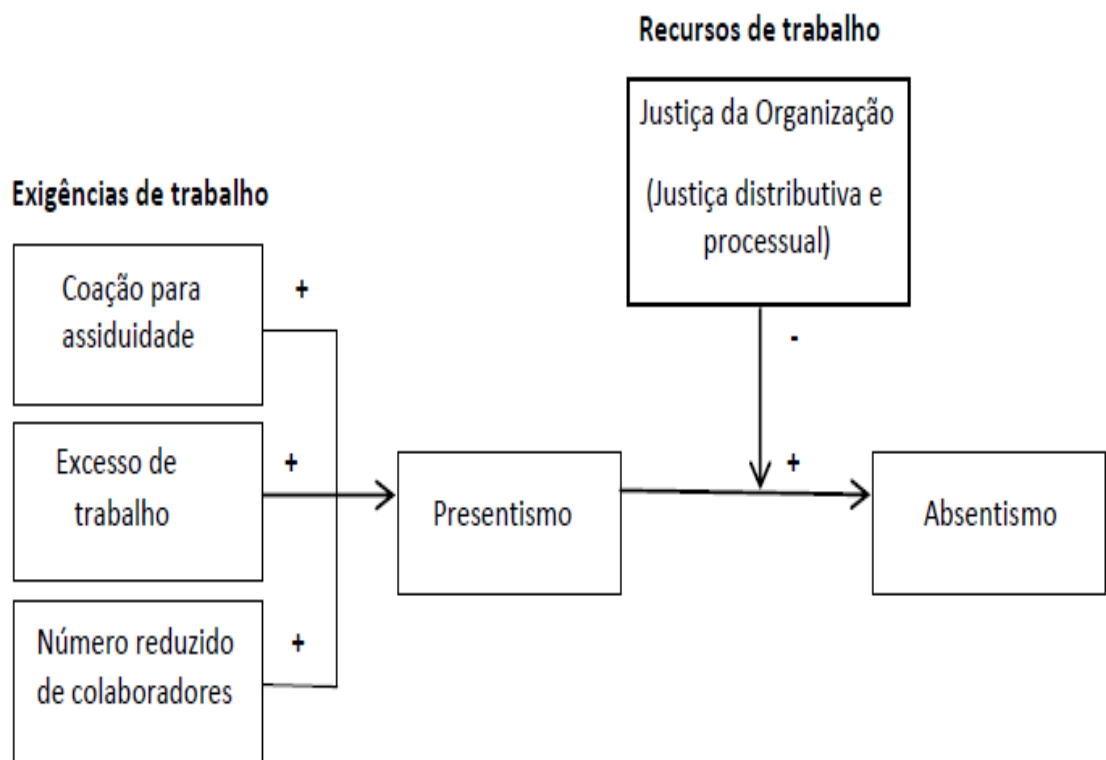 Recursos de trabalho
Justiça da Organização
(Justiça distributiva e
processual)
Exigências de trabalho
Coação para
assiduidade
+
-
Excesso de
trabalho
+
Presentismo
+
Absentismo
Número reduzido
de colaboradores
+